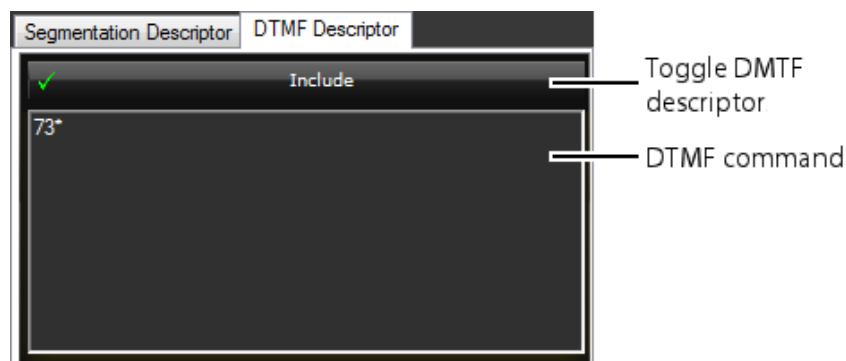 Segmentation Descriptor DTMF Descriptor
Include
Toggle DMTF
descriptor
73*
DTMF command